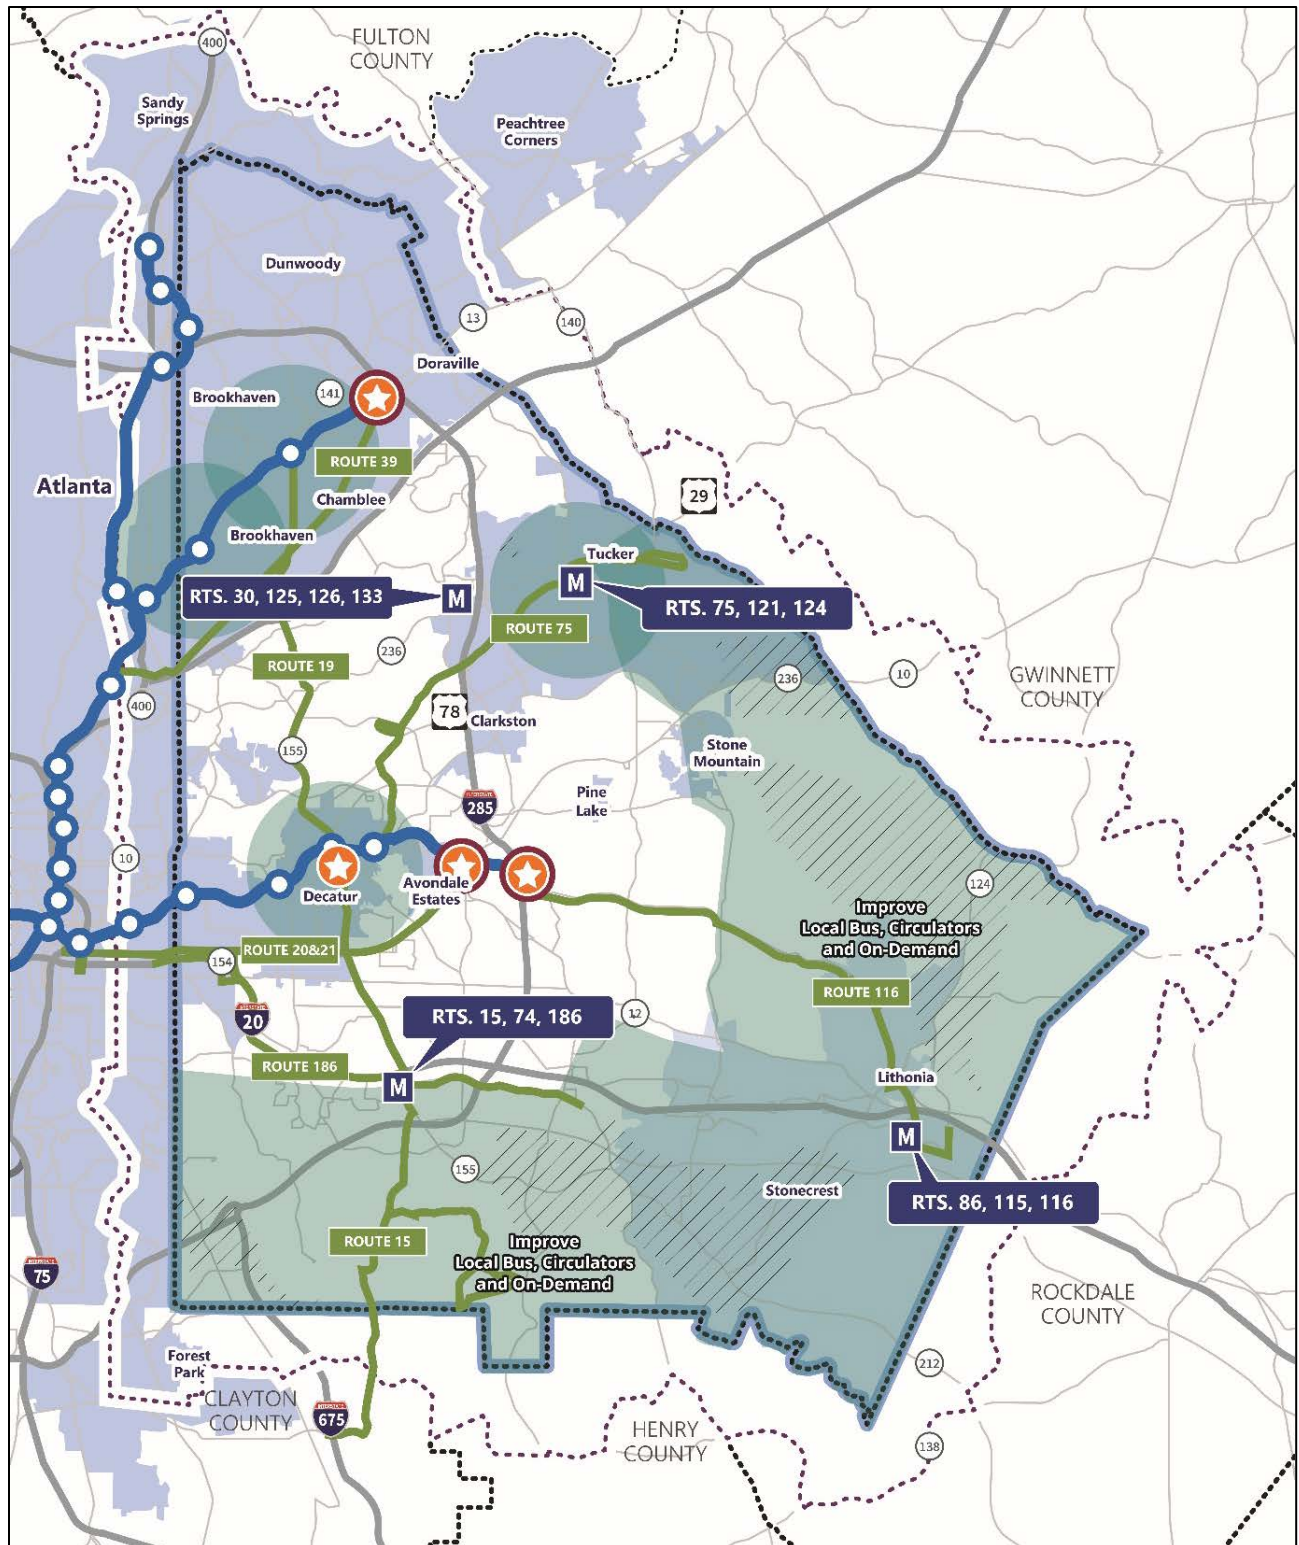 FULTON
COUNTY
400
Sandy
Springs
Peachtree
Corners
Dunwoody
13
140
Doraville
Brookhaven
141
ROUTE 39
Atlanta
Chamblee
29
Brookhaven
Tucker
M
M
RTS. 30, 125, 126, 133
RTS. 75, 121, 124
ROUTE 75
236
ROUTE 19
236
10
GWINNETT
COUNTY
400
78
Clarkston
155
Stone
Mountain
Pine
Lake
INTERSTATE
285
10
Decatur
Avondale
Estates
124
Improve
Local Bus, Circulators
and On-Demand
ROUTE 20&21
154
ROUTE 116
INTERSTATE
20
RTS. 15, 74, 186
12
ROUTE 186
M
Lithonia
M
155
Stonecrest
RTS. 86, 115, 116
ROUTE 15
Improve
Local Bus, Circulators
and On-Demand
INTERSTATE
75
ROCKDALE
COUNTY
Forest
Park
212
CLAYTON
COUNTY
INTERSTATE
675
HENRY
COUNTY
138